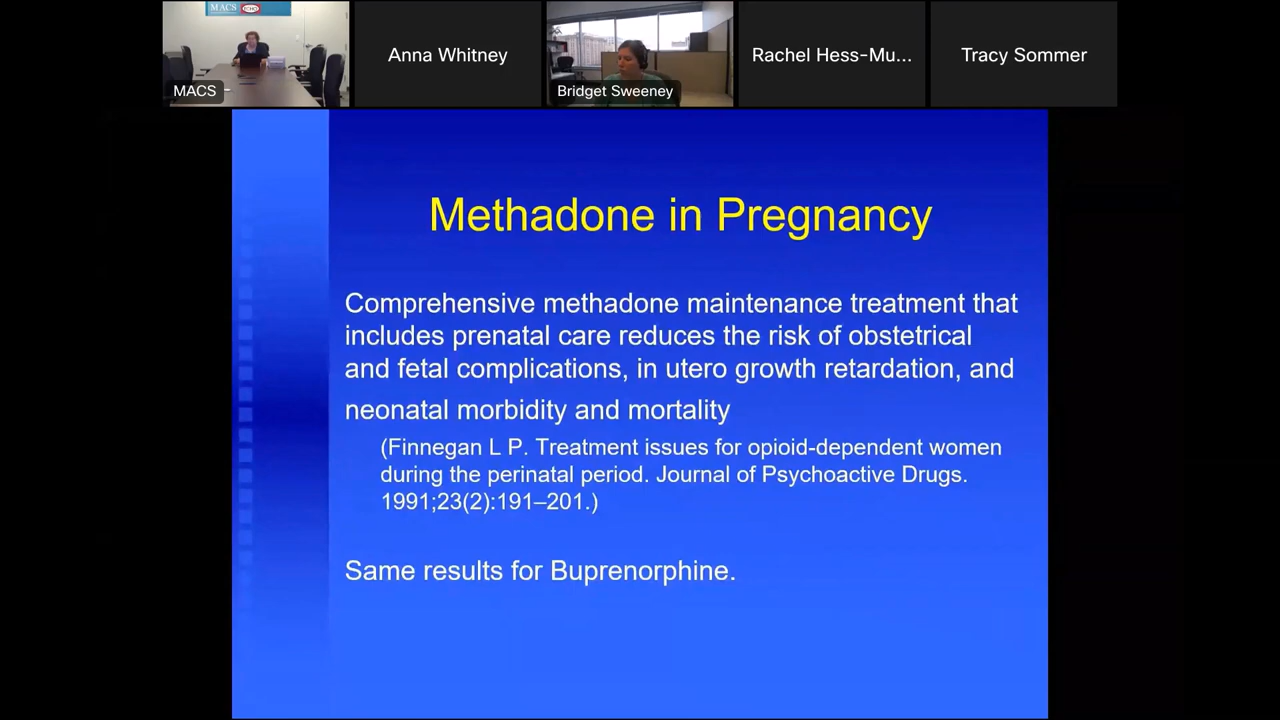 MACS
MACS
Anna Whitney
Bridget Sweeney
Rachel Hess-Mu...
Tracy Sommer
Methadone in Pregnancy
Comprehensive methadone maintenance treatment that
includes prenatal care reduces the risk of obstetrical
and fetal complications, in utero growth retardation, and
neonatal morbidity and mortality
(Finnegan L P. Treatment issues for opioid-dependent women
during the perinatal period. Journal of Psychoactive Drugs.
1991;23(2):191–201.)
Same results for Buprenorphine.